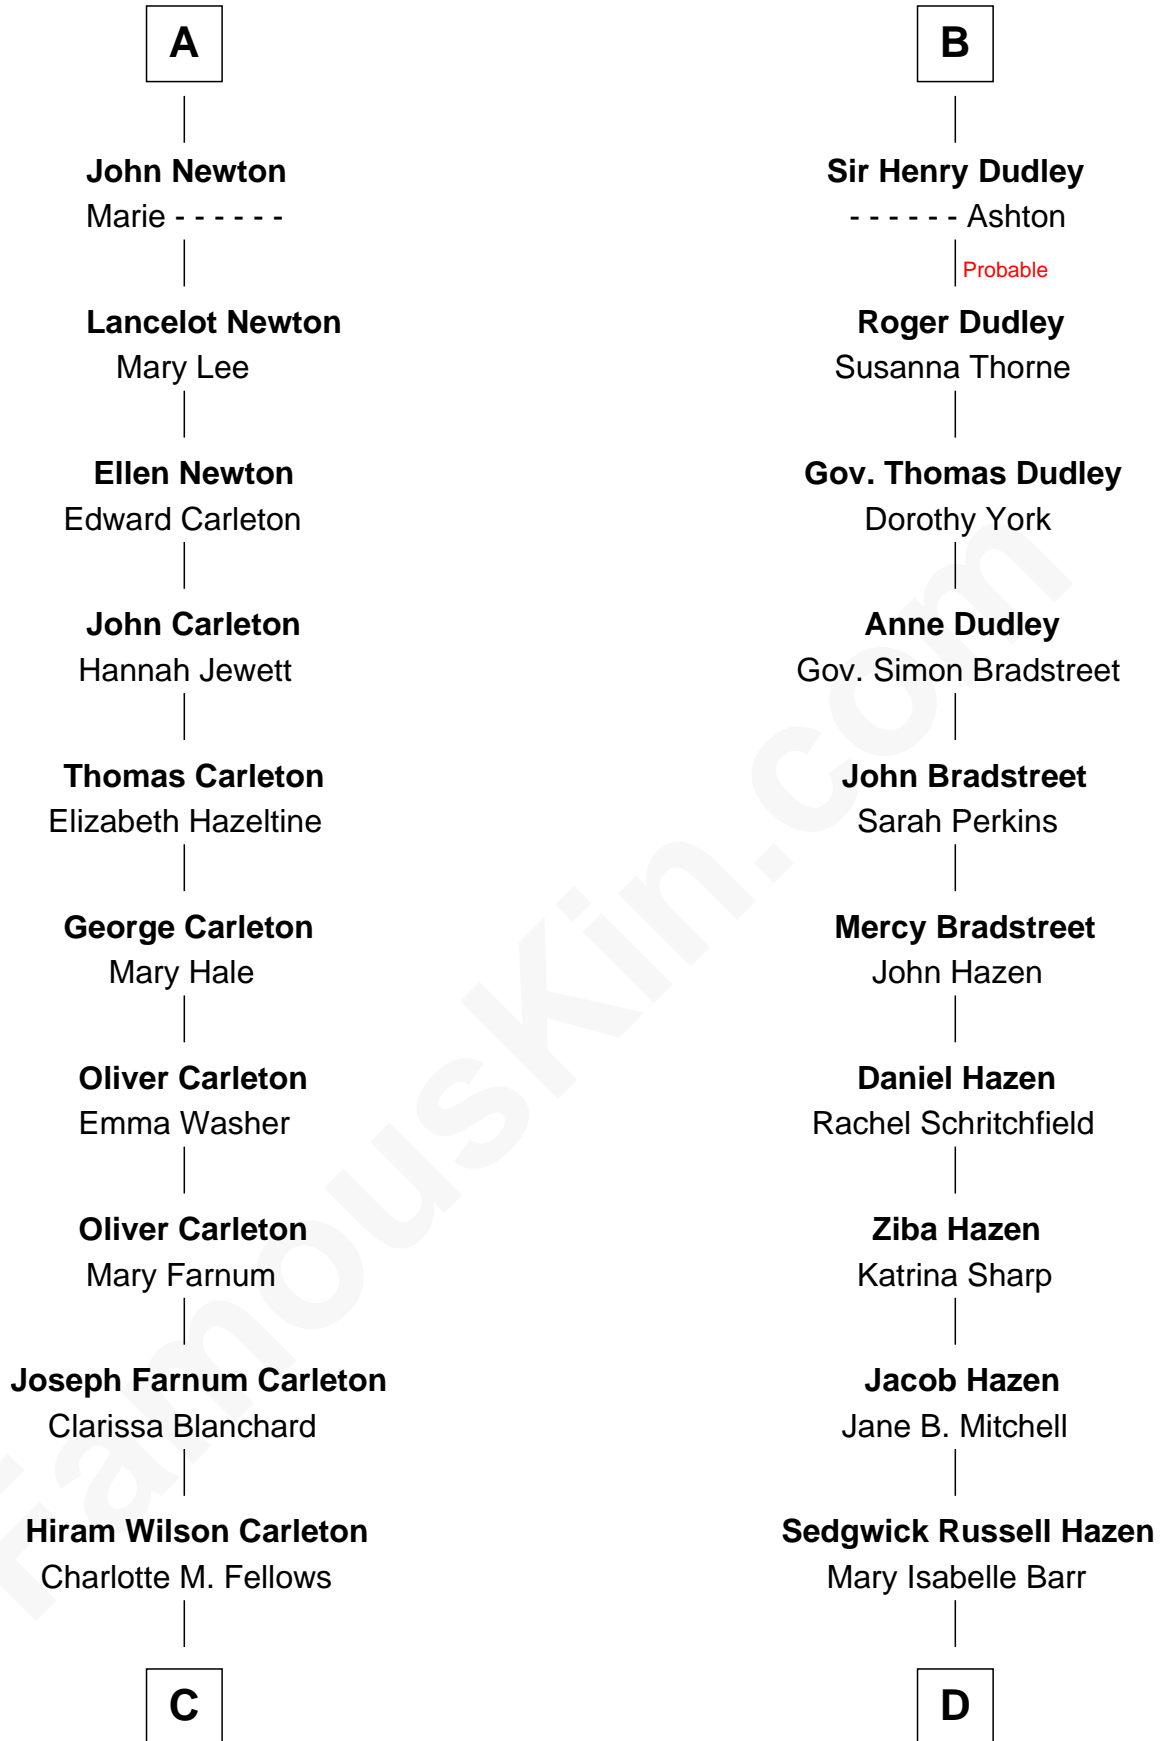 A
John Newton
Marie - - - - - -
Lancelot Newton
Mary Lee
Ellen Newton
Edward Carleton
John Carleton
Hannah Jewett
Thomas Carleton
Elizabeth Hazeltine
George Carleton
Mary Hale
Oliver Carleton
Emma Washer
Oliver Carleton
Mary Farnum
Joseph Farnum Carleton
Clarissa Blanchard
Hiram Wilson Carleton
Charlotte M. Fellows
C
B
Sir Henry Dudley
- - - - - - Ashton
Probable
Roger Dudley
Susanna Thorne
Gov. Thomas Dudley
Dorothy York
Anne Dudley
Gov. Simon Bradstreet
John Bradstreet
Sarah Perkins
Mercy Bradstreet
John Hazen
Daniel Hazen
Rachel Schritchfield
Ziba Hazen
Katrina Sharp
Jacob Hazen
Jane B. Mitchell
Sedgwick Russell Hazen
Mary Isabelle Barr
D
FamousKin.com